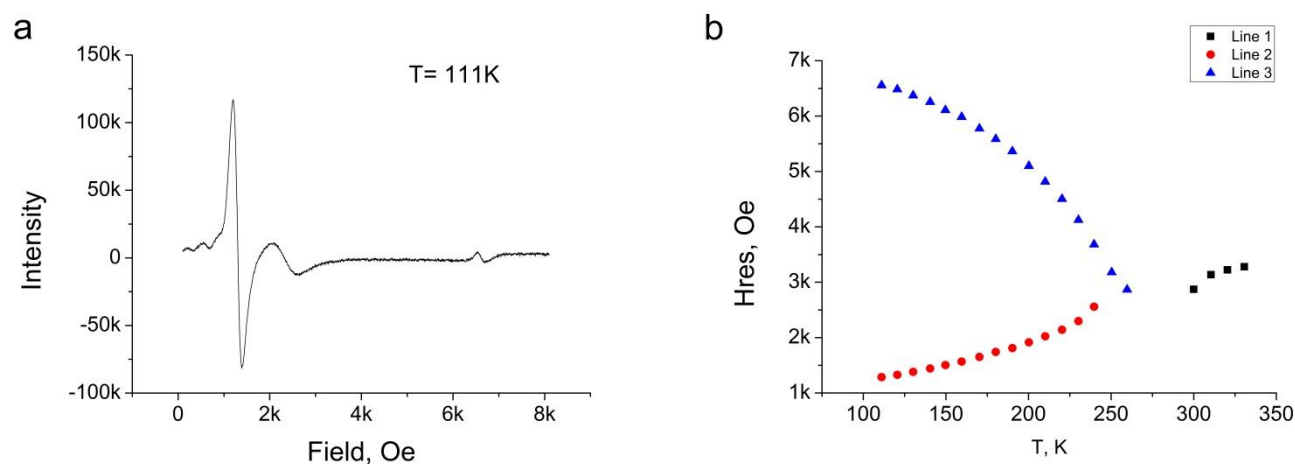 a
150k
100k
50k
0
-50k
-100k
Intensity
T= 111K
0 2k 4k 6k 8k
Field, Oe
b
Line 1
Line 2
Line 3
7k
6k
5k
4k
3k
2k
1k
Hres, Oe
100 150 200 250 300 350
T, K